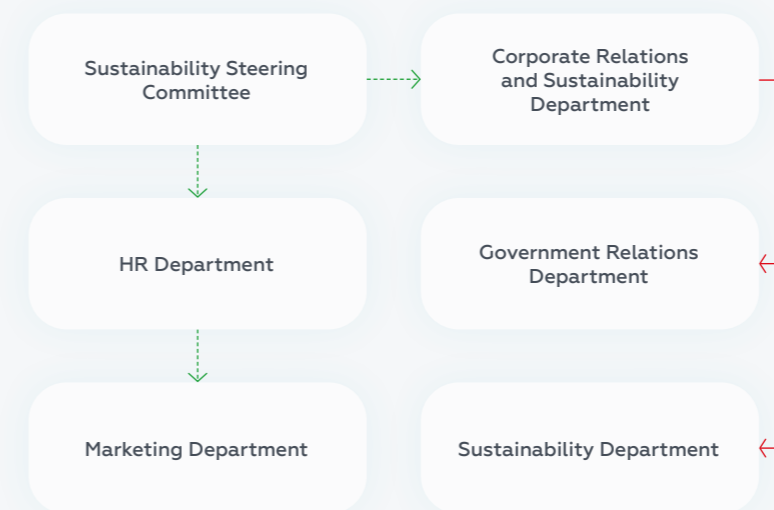 Sustainability Steering
Committee
Corporate Relations
and Sustainability
Department
HR Department
Government Relations
Department
Marketing Department
Sustainability Department